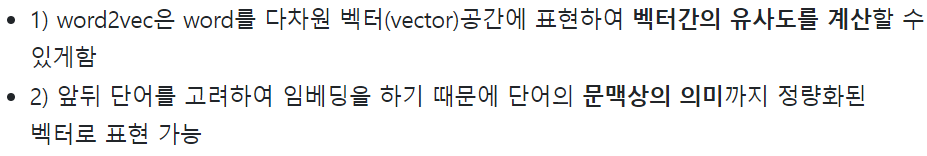 • 1) word2vec은 word를 다차원 벡터(vector)공간에 표현하여 벡터간의 유사도를 계산할 수
있게함
• 2) 앞뒤 단어를 고려하여 임베딩을 하기 때문에 단어의 문맥상의 의미까지 정량화된
벡터로 표현 가능